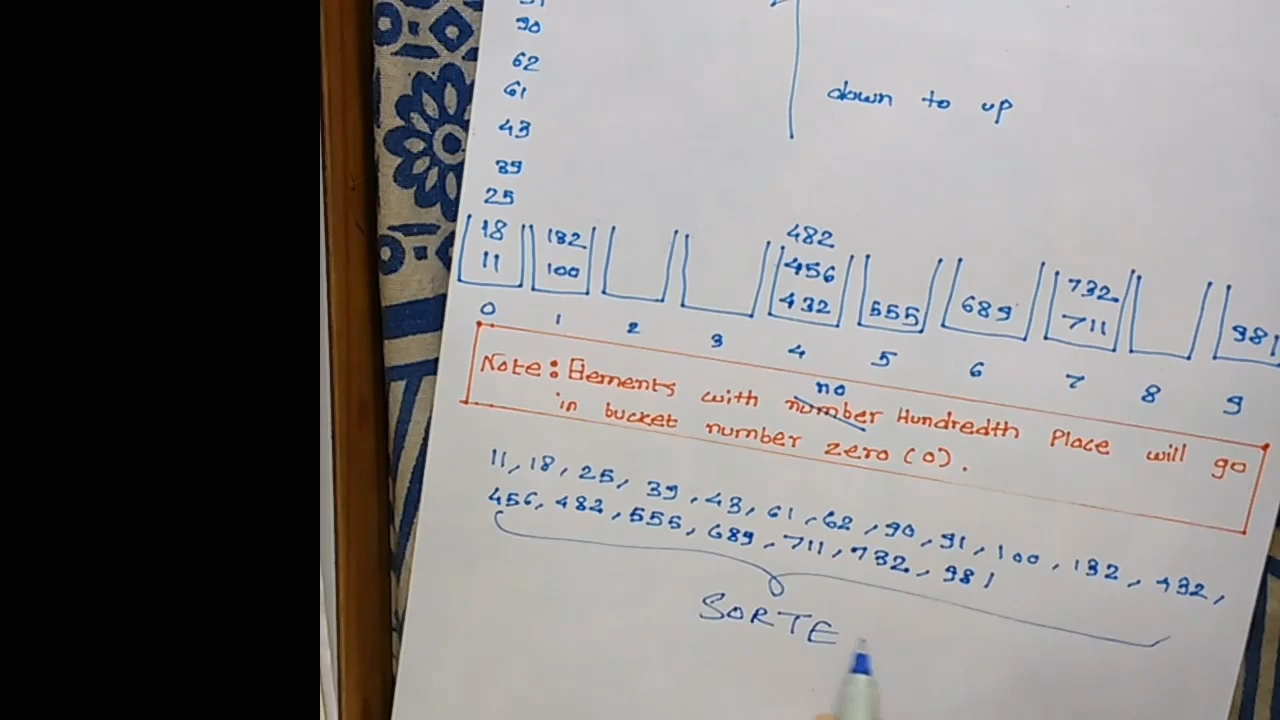 90
62
61
43
39
25
down to up
18 182 482
11 100 456 732
432 555 689 711 981
0 1 2 3 4 5 6 7 8 9
no
Note: Elements with number Hundredth Place will go
in bucket number zero (0).
11, 18, 25, 39, 43, 61, 62, 90, 91, 100, 132, 432,
456, 482, 555, 689, 711, 732, 981
SORTE